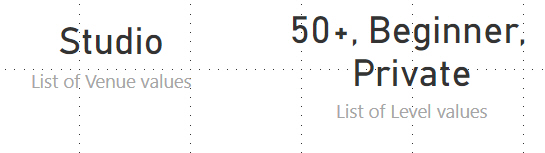 Studio
List of Venue values
50+, Beginner,
Private
List of Level values